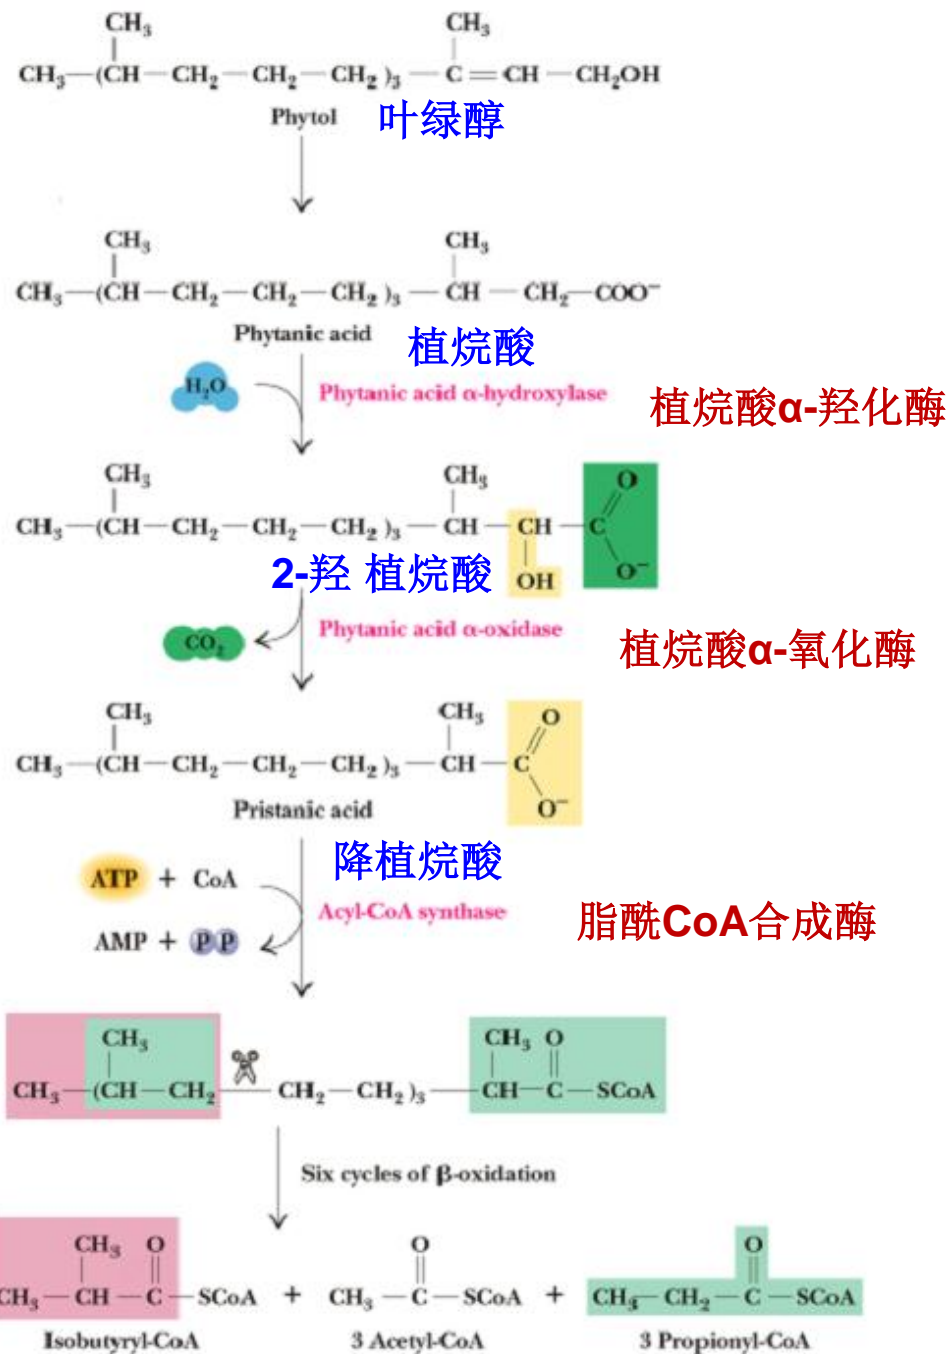 CH₃ CH₃
CH₃—(CH—CH₂—CH₂—CH₂)₃—C=CH—CH₂OH
Phytol 叶绿醇
CH₃ CH₃
CH₃—(CH—CH₂—CH₂—CH₂)₃—CH—CH₂—COO⁻
Phytanic acid 植烷酸
H₂O Phytanic acid α-hydroxylase 植烷酸α-羟化酶
CH₃ CH₃ O
CH₃—(CH—CH₂—CH₂—CH₂)₃—CH—CH—C
2-羟 植烷酸 OH O⁻
CO₂ Phytanic acid α-oxidase 植烷酸α-氧化酶
CH₃ CH₃ O
CH₃—(CH—CH₂—CH₂—CH₂)₃—CH—C
Pristanic acid O⁻
降植烷酸
ATP + CoA
Acyl-CoA synthase 脂酰CoA合成酶
AMP + P P
CH₃ CH₃ O
CH₃—(CH—CH₂—CH₂—CH₂)₃—CH—C—SCoA
Six cycles of β-oxidation
CH₃ O O O
CH₃—CH—C—SCoA + CH₃—C—SCoA + CH₃—CH₂—C—SCoA
Isobutyryl-CoA 3 Acetyl-CoA 3 Propionyl-CoA